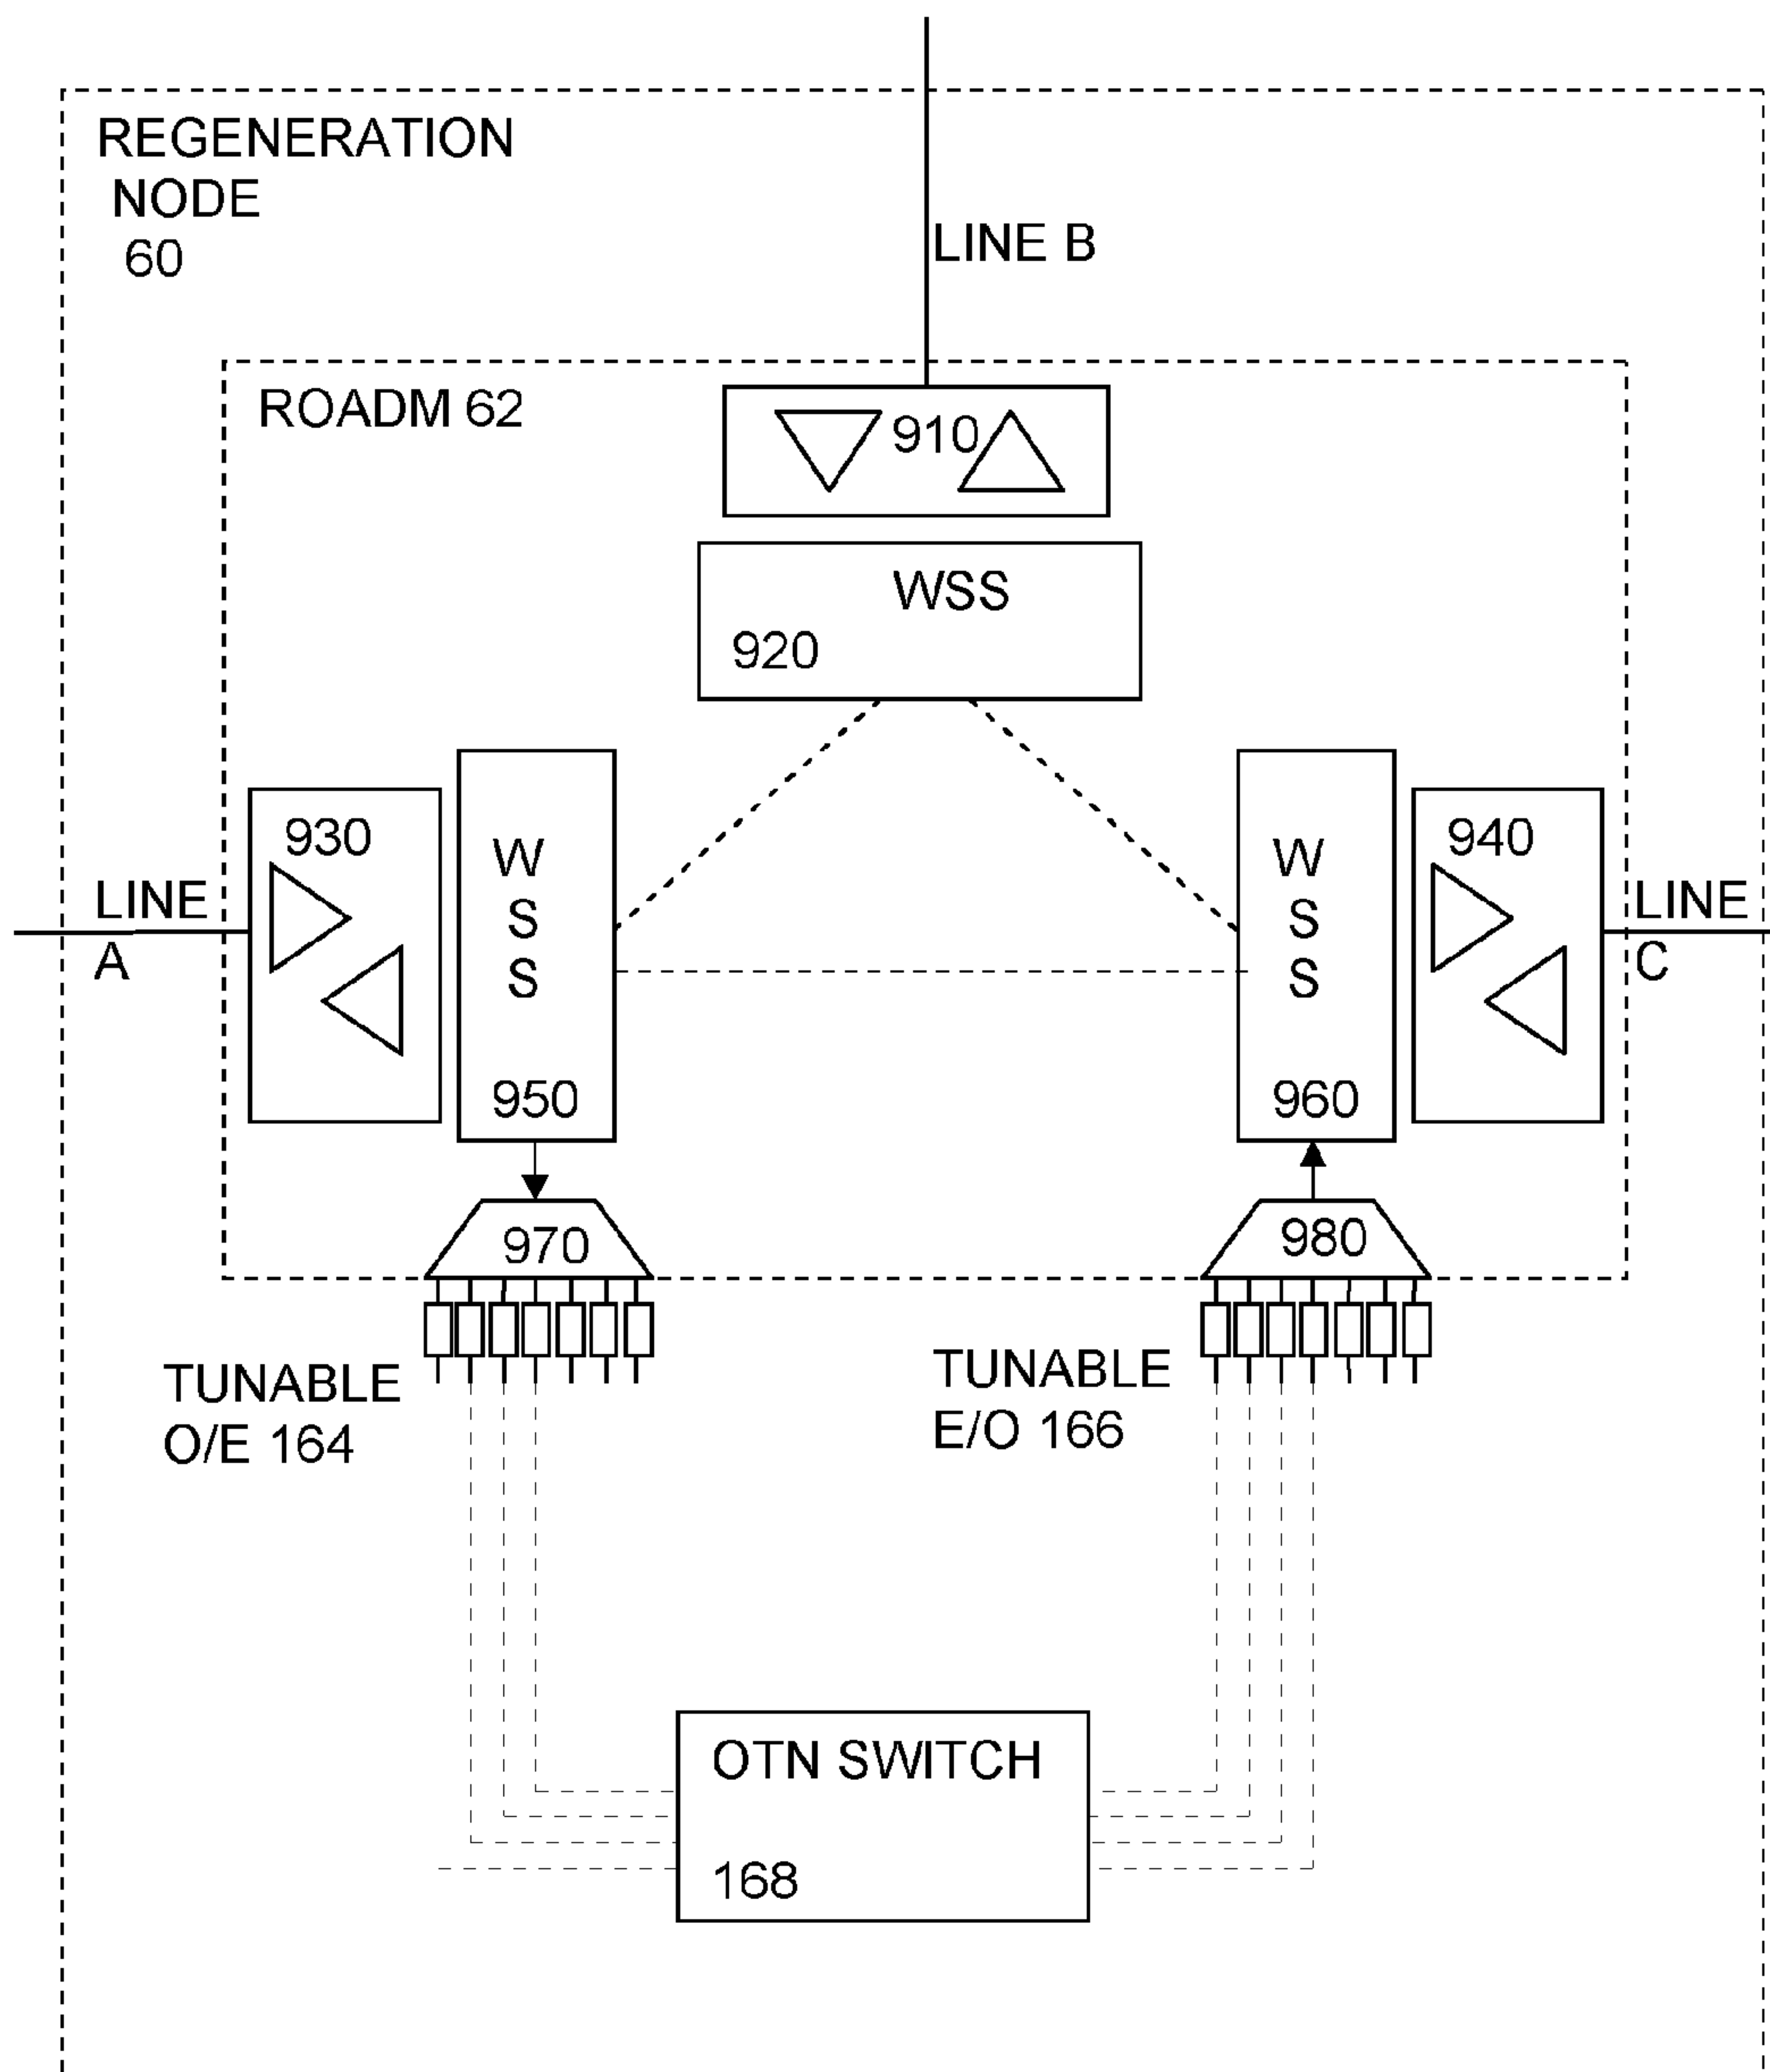 REGENERATION
NODE
60
LINE B
ROADM 62
910
WSS
920
930
W
S
S
950
W
S
S
960
940
LINE
A
LINE
C
970
980
TUNABLE
O/E 164
TUNABLE
E/O 166
OTN SWITCH
168